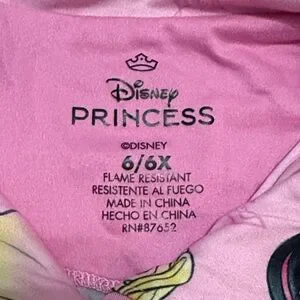 Disney
PRINCESS
©DISNEY
6/6X
FLAME RESISTANT
RESISTENTE AL FUEGO
MADE IN CHINA
HECHO EN CHINA
RN#87652